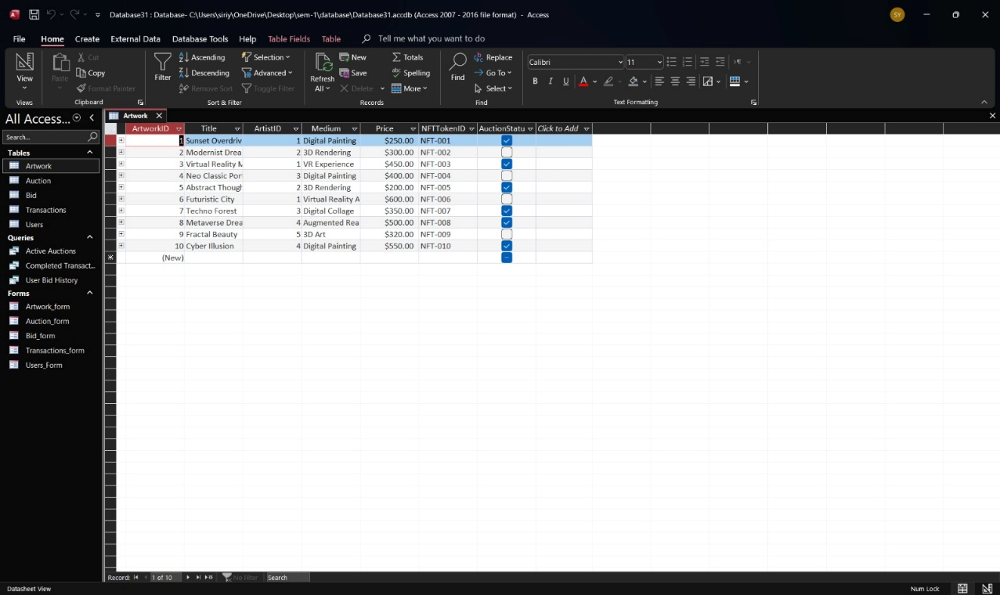 Database31 : Database- C:\Users\siriy\OneDrive\Desktop\sem-1\database\Database31.accdb (Access 2007 - 2016 file format) - Access
SY
File Home Create External Data Database Tools Help Table Fields Table Tell me what you want to do
View
Views
Paste
Cut
Copy
Format Painter
Clipboard
Filter
Ascending
Descending
Remove Sort
Selection
Advanced
Toggle Filter
Sort & Filter
Refresh
All
New
Save
Delete
Totals
Spelling
More
Records
Find
Replace
Go To
Select
Find
Calibri 11
B I U A
Text Formatting
All Access...
Search...
Tables
Artwork
Auction
Bid
Transactions
Users
Queries
Active Auctions
Completed Transact...
User Bid History
Forms
Artwork_form
Auction_form
Bid_form
Transactions_form
Users_Form
Artwork
ArtworkID Title ArtistID Medium Price NFTTokenID AuctionStatu Click to Add
1 Sunset Overdriv 1 Digital Painting $250.00 NFT-001
2 Modernist Drea 2 3D Rendering $300.00 NFT-002
3 Virtual Reality M 1 VR Experience $450.00 NFT-003
4 Neo Classic Por 3 Digital Painting $400.00 NFT-004
5 Abstract Though 2 3D Rendering $200.00 NFT-005
6 Futuristic City 1 Virtual Reality A $600.00 NFT-006
7 Techno Forest 3 Digital Collage $350.00 NFT-007
8 Metaverse Drea 4 Augmented Rea $500.00 NFT-008
9 Fractal Beauty 5 3D Art $320.00 NFT-009
10 Cyber Illusion 4 Digital Painting $550.00 NFT-010
(New)
Record: 1 of 10 No Filter Search
Datasheet View Num Lock